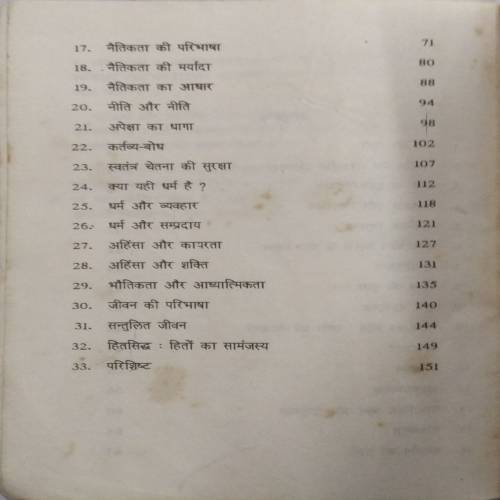 17. नैतिकता की परिभाषा 71
18. नैतिकता की मर्यादा 80
19. नैतिकता का आधार 88
20. नीति और नीति 94
21. अपेक्षा का धागा 98
22. कर्तव्य-बोध 102
23. स्वतंत्र चेतना की सुरक्षा 107
24. क्या यही धर्म है ? 112
25. धर्म और व्यवहार 118
26. धर्म और सम्प्रदाय 121
27. अहिंसा और कायरता 127
28. अहिंसा और शक्ति 131
29. भौतिकता और आध्यात्मिकता 135
30. जीवन की परिभाषा 140
31. सन्तुलित जीवन 144
32. हितसिद्ध : हितों का सामंजस्य 149
33. परिशिष्ट 151